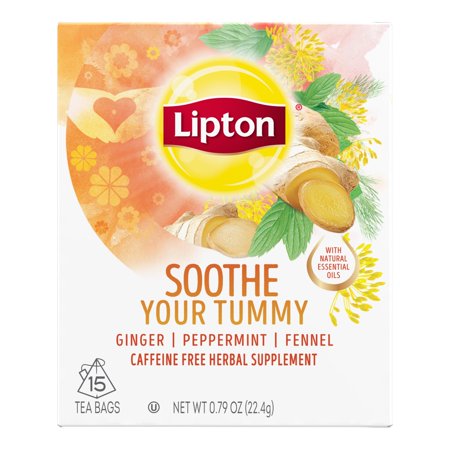 Lipton®
WITH
NATURAL
ESSENTIAL
OILS
SOOTHE
YOUR TUMMY
GINGER | PEPPERMINT | FENNEL
CAFFEINE FREE HERBAL SUPPLEMENT
15
TEA BAGS
U NET WT 0.79 OZ (22.4g)